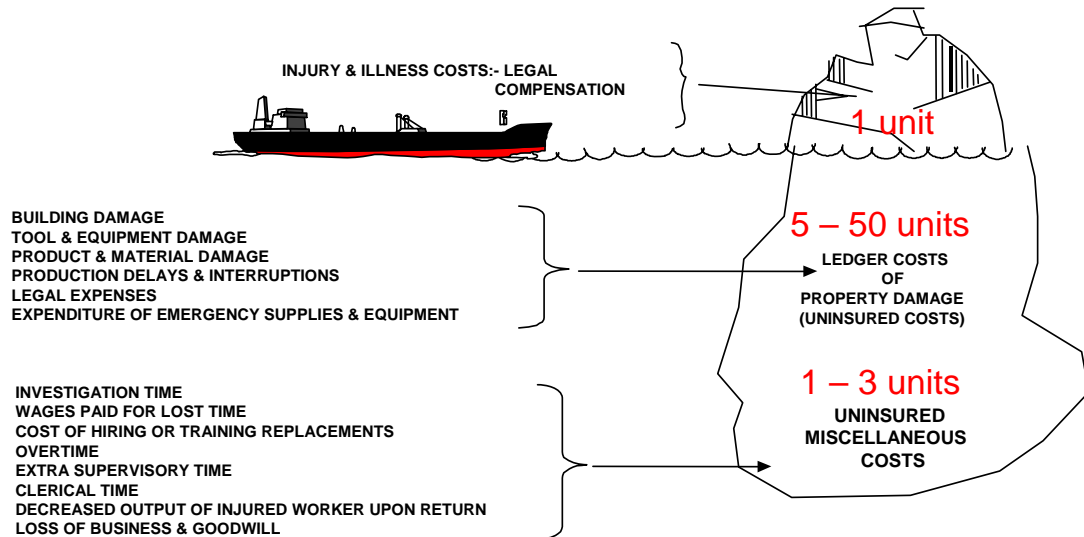 INJURY & ILLNESS COSTS:- LEGAL
COMPENSATION
1 unit
BUILDING DAMAGE
TOOL & EQUIPMENT DAMAGE
PRODUCT & MATERIAL DAMAGE
PRODUCTION DELAYS & INTERRUPTIONS
LEGAL EXPENSES
EXPENDITURE OF EMERGENCY SUPPLIES & EQUIPMENT
5 – 50 units
LEDGER COSTS
OF
PROPERTY DAMAGE
(UNINSURED COSTS)
INVESTIGATION TIME
WAGES PAID FOR LOST TIME
COST OF HIRING OR TRAINING REPLACEMENTS
OVERTIME
EXTRA SUPERVISORY TIME
CLERICAL TIME
DECREASED OUTPUT OF INJURED WORKER UPON RETURN
LOSS OF BUSINESS & GOODWILL
1 – 3 units
UNINSURED
MISCELLANEOUS
COSTS